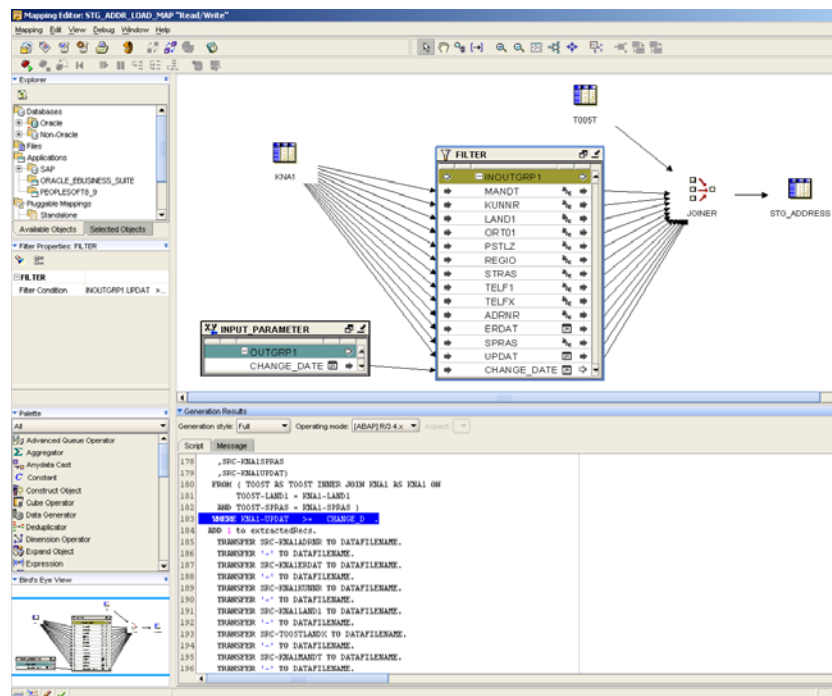 Mapping Editor: STG_ADDR_LOAD_MAP "Read/Write"
Mapping Edit View Debug Window Help
Explorer
Databases
Oracle
Non-Oracle
Files
Applications
SAP
ORACLE_EBUSINESS_SUITE
PEOPLESOFT8_9
Pluggable Mappings
Standalone
Available Objects Selected Objects
Filter Properties: FILTER
FILTER
Filter Condition INOUTGRP1.UPDAT >...
KNA1
T005T
FILTER
INOUTGRP1
MANDT
KUNNR
LAND1
ORT01
PSTLZ
REGIO
STRAS
TELF1
TELFX
ADRNR
ERDAT
SPRAS
UPDAT
CHANGE_DATE
JOINER
STG_ADDRESS
INPUT_PARAMETER
OUTGRP1
CHANGE_DATE
Palette
All
Advanced Queue Operator
Aggregator
Anydata Cast
Constant
Construct Object
Cube Operator
Data Generator
Deduplicator
Dimension Operator
Expand Object
Expression
Bird's Eye View
Generation Results
Generation style: Full Operating mode: [ABAP] R/3 4.x Aspect
Script Message
178 ,SRC-KNA1SPRAS
179 ,SRC-KNA1UPDAT)
180 FROM ( T005T AS T005T INNER JOIN KNA1 AS KNA1 ON
181 T005T~LAND1 = KNA1~LAND1
182 AND T005T~SPRAS = KNA1~SPRAS )
183 WHERE KNA1~UPDAT >= CHANGE_D .
184 ADD 1 to extractedRecs.
185 TRANSFER SRC-KNA1ADRNR TO DATAFILENAME.
186 TRANSFER '~' TO DATAFILENAME.
187 TRANSFER SRC-KNA1ERDAT TO DATAFILENAME.
188 TRANSFER '~' TO DATAFILENAME.
189 TRANSFER SRC-KNA1KUNNR TO DATAFILENAME.
190 TRANSFER '~' TO DATAFILENAME.
191 TRANSFER SRC-KNA1LAND1 TO DATAFILENAME.
192 TRANSFER '~' TO DATAFILENAME.
193 TRANSFER SRC-T005TLANDX TO DATAFILENAME.
194 TRANSFER '~' TO DATAFILENAME.
195 TRANSFER SRC-KNA1MANDT TO DATAFILENAME.
196 TRANSFER '~' TO DATAFILENAME.